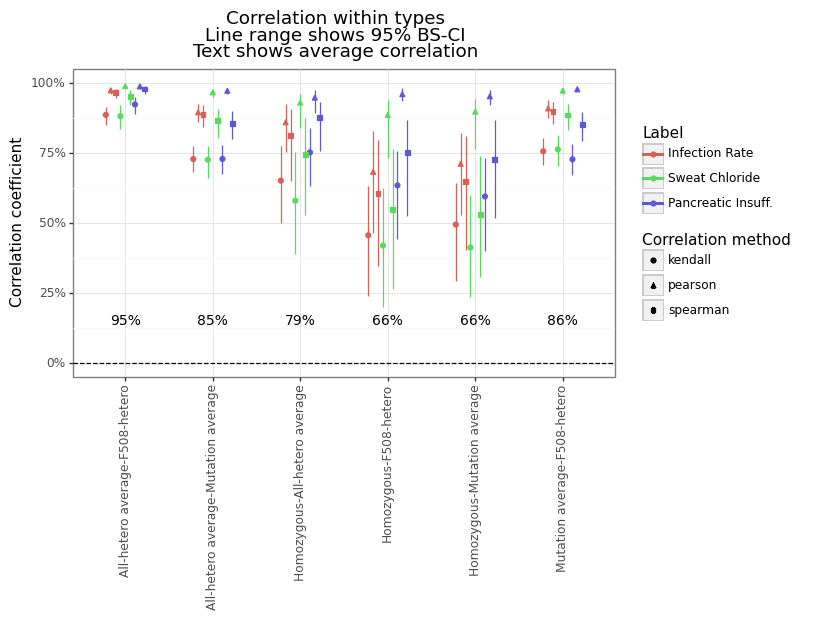 Correlation within types
Line range shows 95% BS-CI
Text shows average correlation
Correlation coefficient
100%
75%
50%
25%
0%
95%
85%
79%
66%
66%
86%
All-hetero average-F508-hetero
All-hetero average-Mutation average
Homozygous-All-hetero average
Homozygous-F508-hetero
Homozygous-Mutation average
Mutation average-F508-hetero
Label
Infection Rate
Sweat Chloride
Pancreatic Insuff.
Correlation method
kendall
pearson
spearman